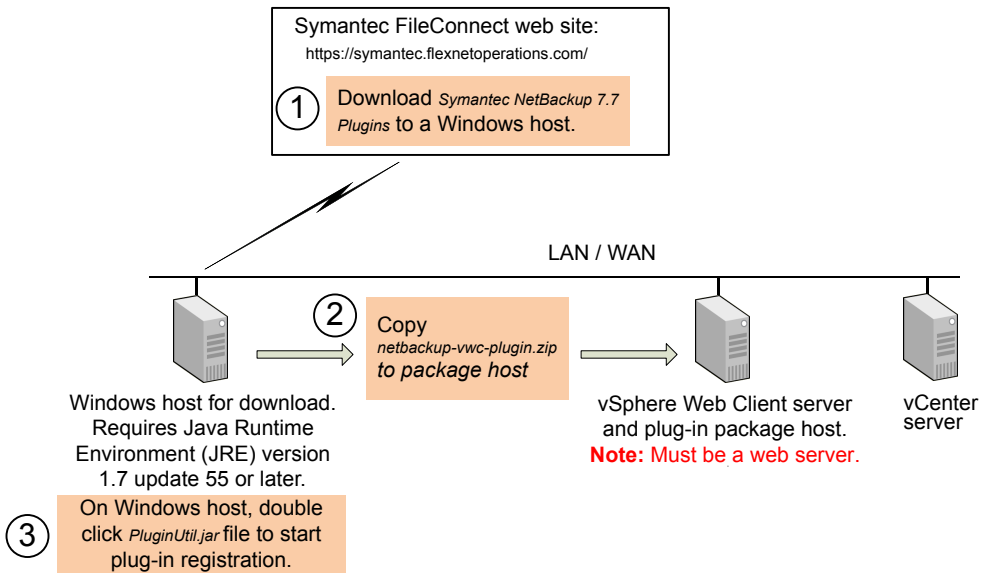 Symantec FileConnect web site:
https://symantec.flexnetoperations.com/
1
Download Symantec NetBackup 7.7
Plugins to a Windows host.
LAN / WAN
2
Copy
netbackup-vwc-plugin.zip
to package host
Windows host for download.
Requires Java Runtime
Environment (JRE) version
1.7 update 55 or later.
vSphere Web Client server
and plug-in package host.
Note: Must be a web server.
vCenter
server
3
On Windows host, double
click PluginUtil.jar file to start
plug-in registration.